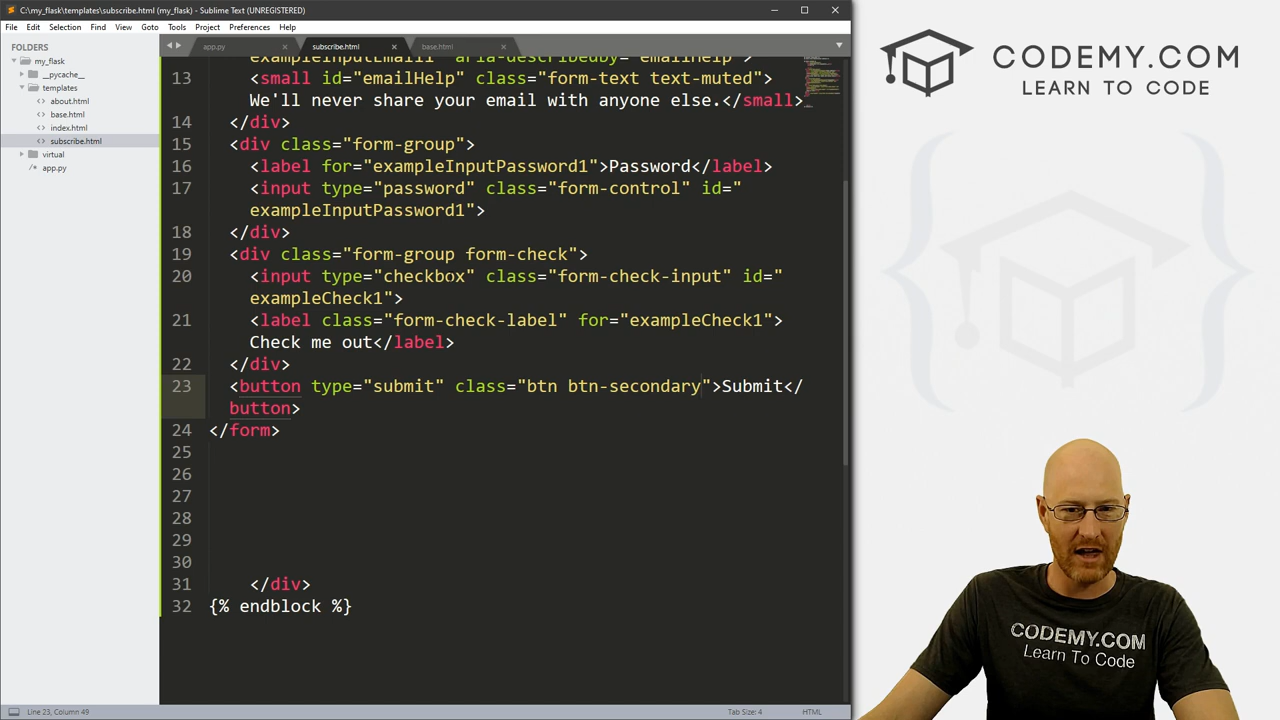 C:\my_flask\templates\subscribe.html (my_flask) - Sublime Text (UNREGISTERED)
File Edit Selection Find View Goto Tools Project Preferences Help
FOLDERS
my_flask
__pycache__
templates
about.html
base.html
index.html
subscribe.html
virtual
app.py
app.py subscribe.html base.html
exampleInputEmail1" aria-describedby="emailHelp">
13 <small id="emailHelp" class="form-text text-muted">
We'll never share your email with anyone else.</small>
14 </div>
15 <div class="form-group">
16 <label for="exampleInputPassword1">Password</label>
17 <input type="password" class="form-control" id="
exampleInputPassword1">
18 </div>
19 <div class="form-group form-check">
20 <input type="checkbox" class="form-check-input" id="
exampleCheck1">
21 <label class="form-check-label" for="exampleCheck1">
Check me out</label>
22 </div>
23 <button type="submit" class="btn btn-secondary">Submit</
button>
24 </form>
25
26
27
28
29
30
31 </div>
32 {% endblock %}
Line 23, Column 49
Tab Size: 4
HTML
CODEMY.COM
LEARN TO CODE
CODEMY.COM
Learn To Code